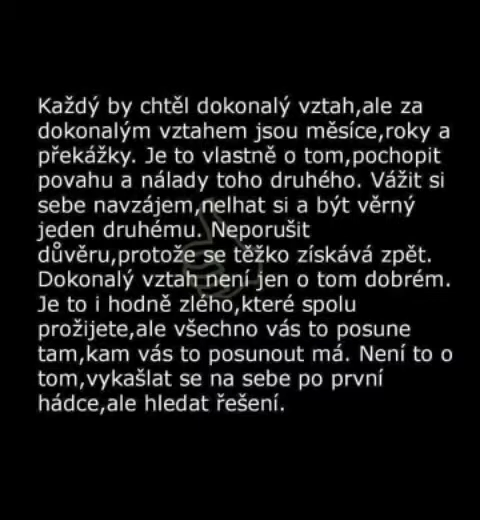 Každý by chtěl dokonalý vztah,ale za
dokonalým vztahem jsou měsíce,roky a
překážky. Je to vlastně o tom,pochopit
povahu a nálady toho druhého. Vážit si
sebe navzájem,nelhat si a být věrný
jeden druhému. Neporušit
důvěru,protože se těžko získává zpět.
Dokonalý vztah není jen o tom dobrém.
Je to i hodně zlého,které spolu
prožijete,ale všechno vás to posune
tam,kam vás to posunout má. Není to o
tom,vykašlat se na sebe po první
hádce,ale hledat řešení.